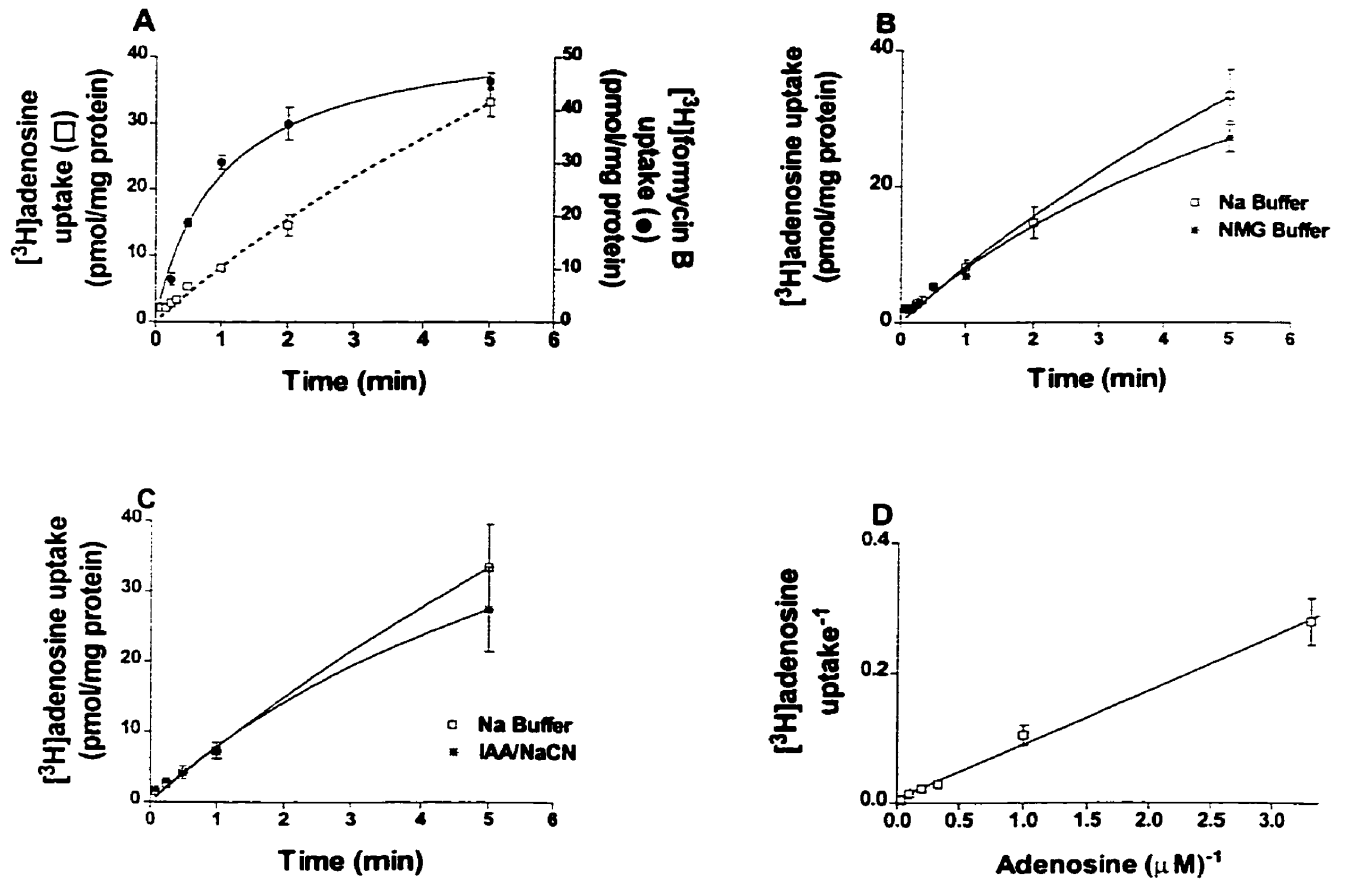 A
[³H]adenosine
uptake (□)
(pmol/mg protein)
40
30
20
10
0
50
40
30
20
10
0
[³H]formycin B
uptake (●)
(pmol/mg protein)
0 1 2 3 4 5 6
Time (min)
B
[³H]adenosine uptake
(pmol/mg protein)
40
20
0
Na Buffer
NMG Buffer
0 1 2 3 4 5 6
Time (min)
C
[³H]adenosine uptake
(pmol/mg protein)
40
30
20
10
0
Na Buffer
IAA/NaCN
0 1 2 3 4 5 6
Time (min)
D
[³H]adenosine
uptake⁻¹
0.4
0.2
0.0
0.0 0.5 1.0 1.5 2.0 2.5 3.0
Adenosine (μM)⁻¹